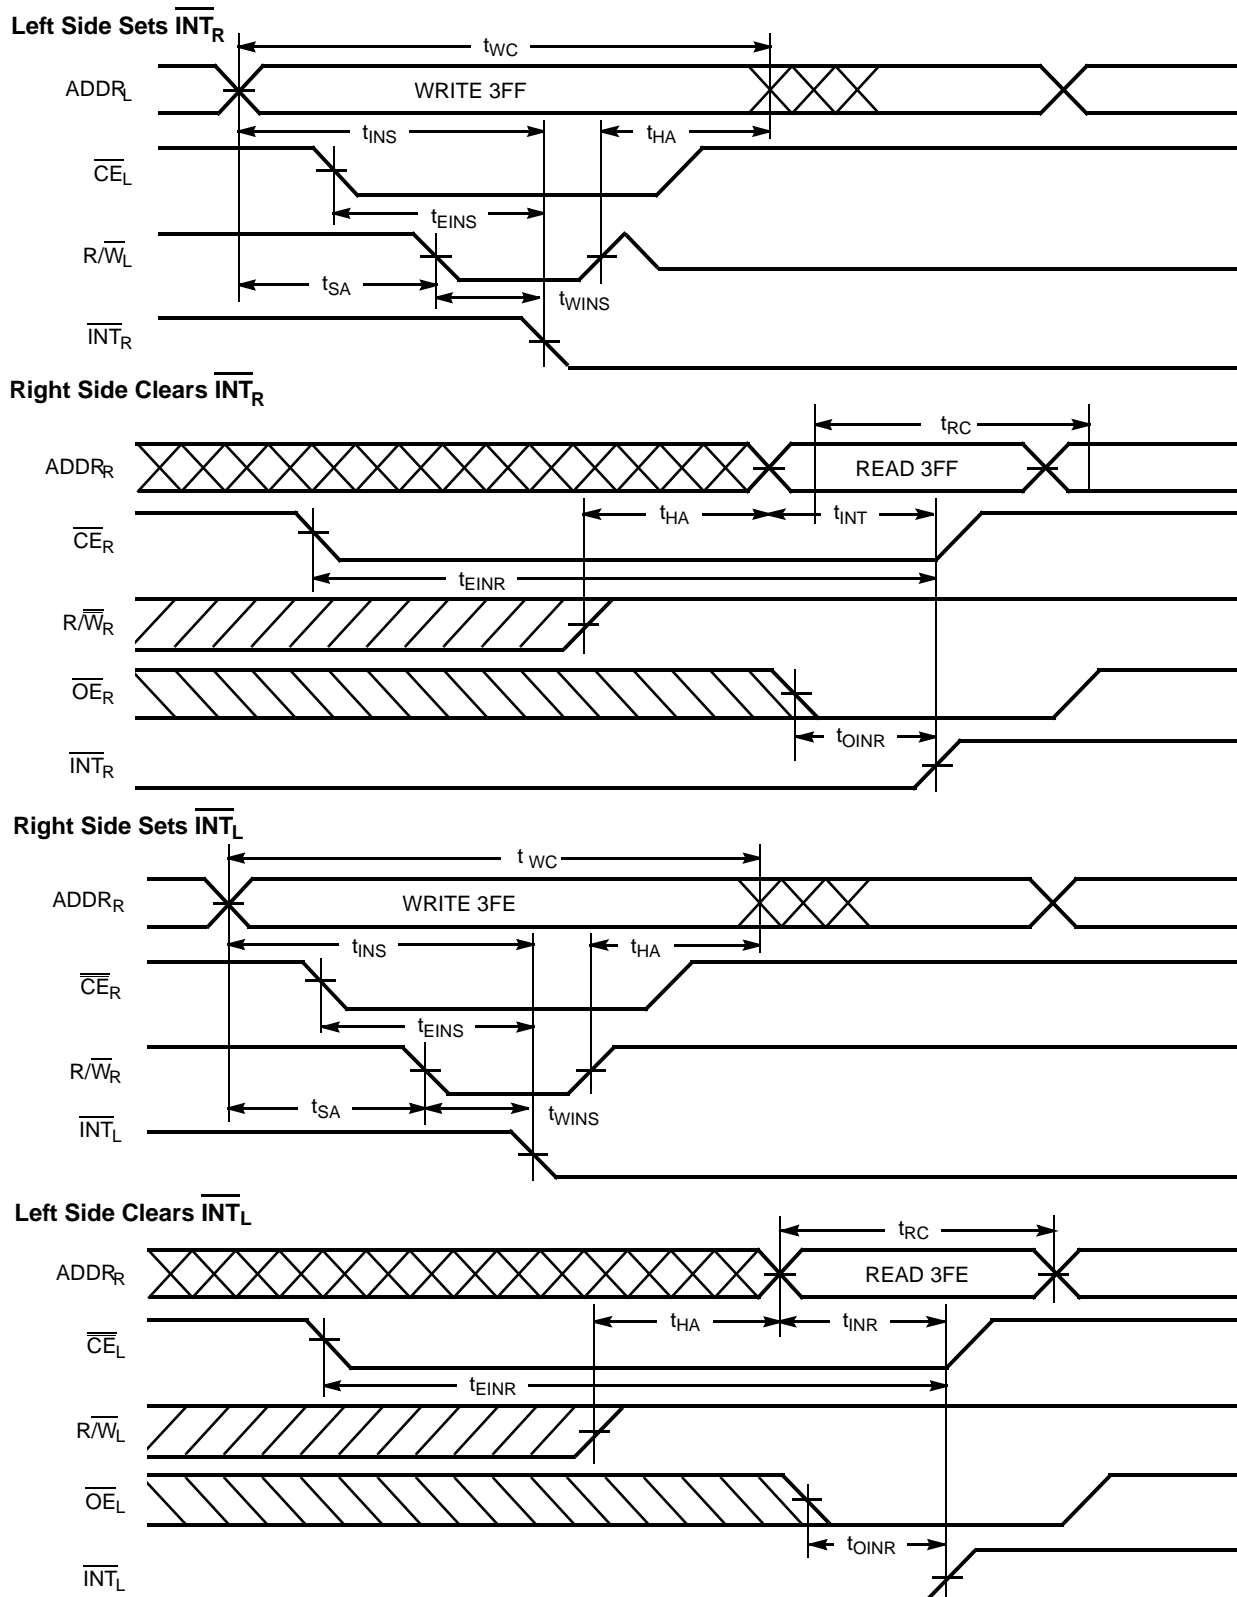 Left Side Sets INT_R
t_WC
ADDR_L
WRITE 3FF
t_INS
t_HA
CE_L
t_EINS
R/W_L
t_SA
t_WINS
INT_R
Right Side Clears INT_R
t_RC
ADDR_R
READ 3FF
t_HA
t_INT
CE_R
t_EINR
R/W_R
OE_R
t_OINR
INT_R
Right Side Sets INT_L
t_WC
ADDR_R
WRITE 3FE
t_INS
t_HA
CE_R
t_EINS
R/W_R
t_SA
t_WINS
INT_L
Left Side Clears INT_L
t_RC
ADDR_R
READ 3FE
t_HA
t_INR
CE_L
t_EINR
R/W_L
OE_L
t_OINR
INT_L